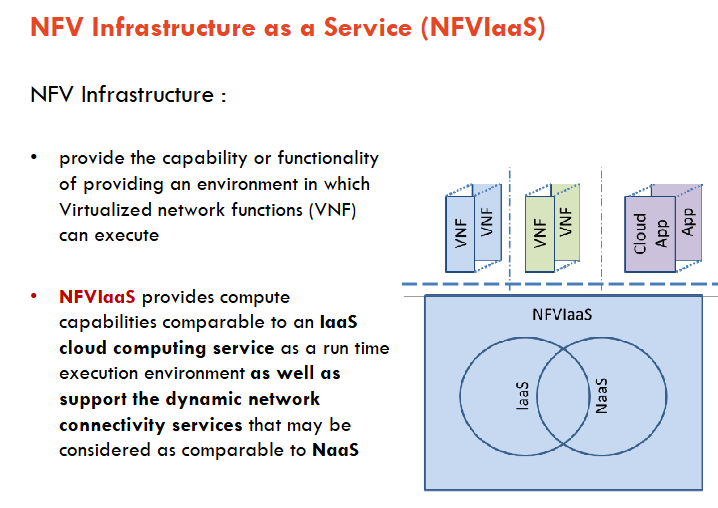 NFV Infrastructure as a Service (NFVIaaS)
NFV Infrastructure :
• provide the capability or functionality
of providing an environment in which
Virtualized network functions (VNF)
can execute
• NFVIaaS provides compute
capabilities comparable to an IaaS
cloud computing service as a run time
execution environment as well as
support the dynamic network
connectivity services that may be
considered as comparable to NaaS
VNF
VNF
VNF
VNF
Cloud
App
App
NFVIaaS
IaaS
NaaS